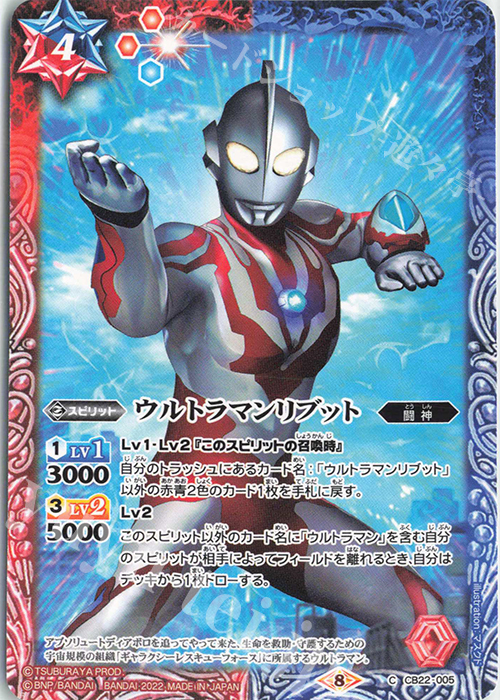 4
スピリット
ウルトラマンリブット
とう しん
闘神
1 LV1
3000
3 LV2
5000
Lv1・Lv2『このスピリットの召喚時』
自分のトラッシュにあるカード名:「ウルトラマンリブット」
以外の赤青2色のカード1枚を手札に戻す。
Lv2
このスピリット以外のカード名に「ウルトラマン」を含む自分
のスピリットが相手によってフィールドを離れるとき、自分は
デッキから1枚ドローする。
アブソリュートディアボロを追ってやって来た、生命を救助・守護するための
宇宙規模の組織「ギャラクシーレスキューフォース」に所属するウルトラマン。
©TSUBURAYA PROD.
©BNP/BANDAI BANDAI 2022 MADE IN JAPAN
8
C CB22-005